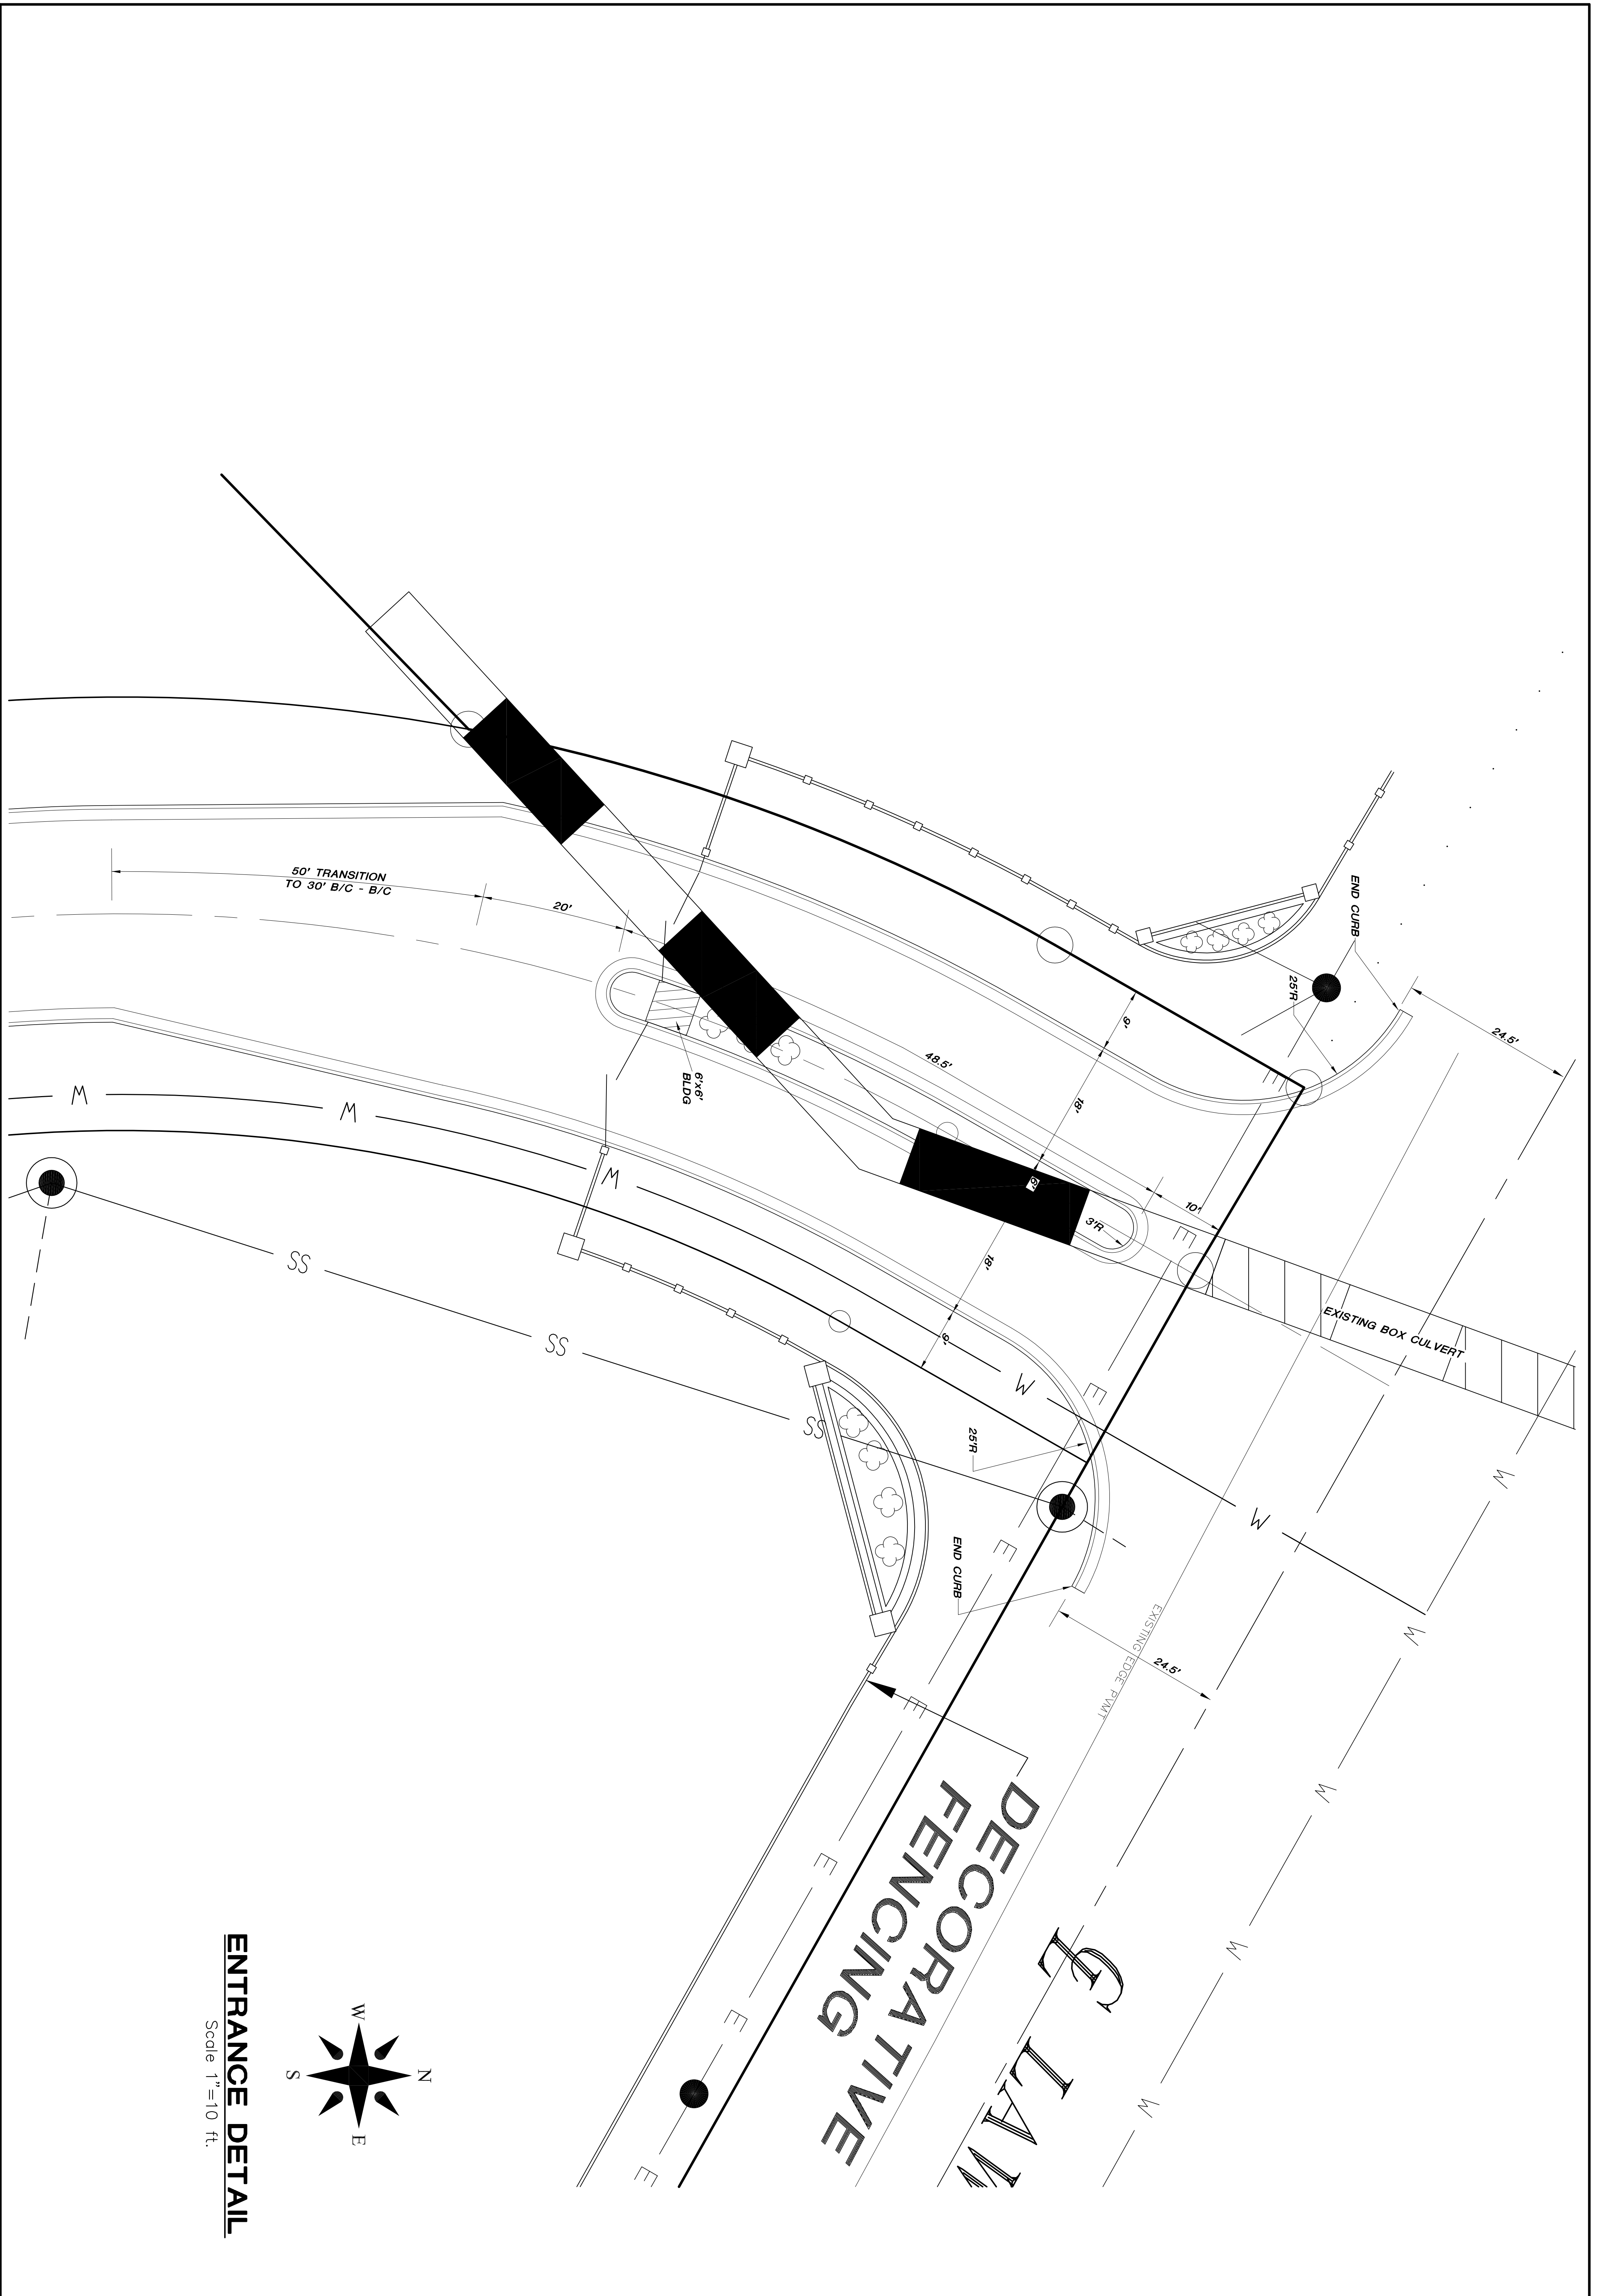 END CURB
25'R
24.5'
50' TRANSITION
TO 30' B/C - B/C
20'
48.5'
9'
18'
6'
10'
3'R
6'x6'
BLDG
18'
9'
EXISTING BOX CULVERT
25'R
END CURB
24.5'
EXISTING EDGE PVMT
DECORATIVE
FENCING
LAW
W
W
W
W
W
W
W
W
W
W
SS
SS
SS
E
E
E
E
E
E
E
E
N
W
E
S
ENTRANCE DETAIL
Scale 1"=10 ft.